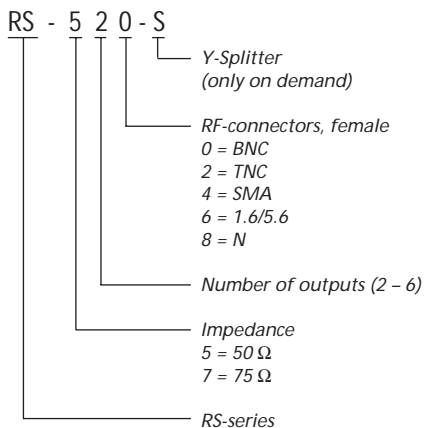 RS - 5 2 0 - S
Y-Splitter
(only on demand)
RF-connectors, female
0 = BNC
2 = TNC
4 = SMA
6 = 1.6/5.6
8 = N
Number of outputs (2 – 6)
Impedance
5 = 50 Ω
7 = 75 Ω
RS-series